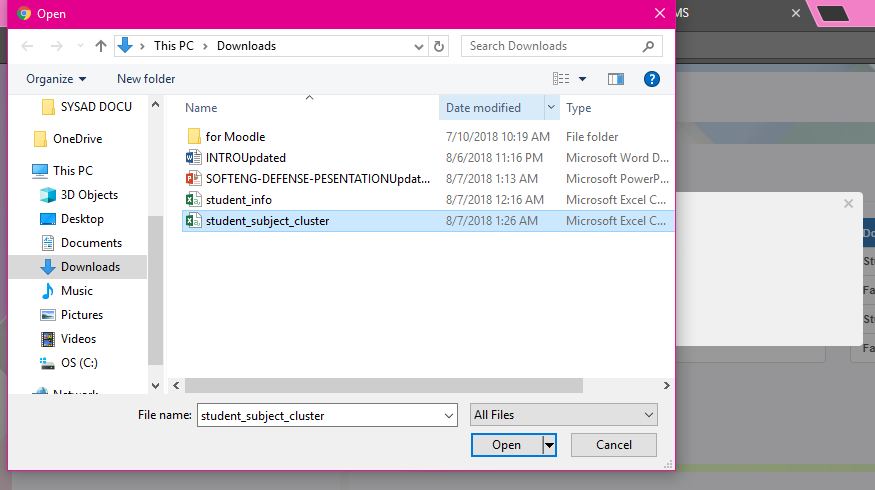 Open
MS
This PC > Downloads
Search Downloads
Organize
New folder
Name
Date modified
Type
SYSAD DOCU
OneDrive
This PC
3D Objects
Desktop
Documents
Downloads
Music
Pictures
Videos
OS (C:)
Network
for Moodle 7/10/2018 10:19 AM File folder
INTROUpdated 8/6/2018 11:16 PM Microsoft Word D...
SOFTENG-DEFENSE-PESENTATIONUpdat... 8/7/2018 1:13 AM Microsoft PowerP...
student_info 8/7/2018 12:16 AM Microsoft Excel C...
student_subject_cluster 8/7/2018 1:26 AM Microsoft Excel C...
Do
St
Fa
St
Fa
File name: student_subject_cluster
All Files
Open
Cancel